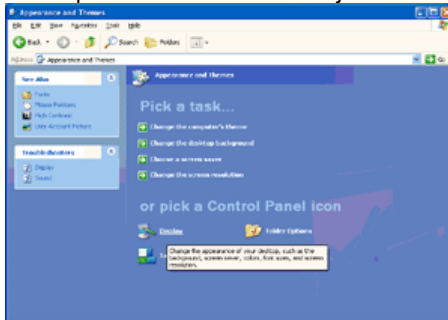 Appearance and Themes
File Edit View Favorites Tools Help
Back Search Folders
Address Appearance and Themes Go
See Also
Fonts
Mouse Pointers
High Contrast
User Account Picture
Troubleshooters
Display
Sound
Appearance and Themes
Pick a task...
Change the computer's theme
Change the desktop background
Choose a screen saver
Change the screen resolution
or pick a Control Panel icon
Display Folder Options
Change the appearance of your desktop, such as the
background, screen saver, colors, font sizes, and screen
resolution.